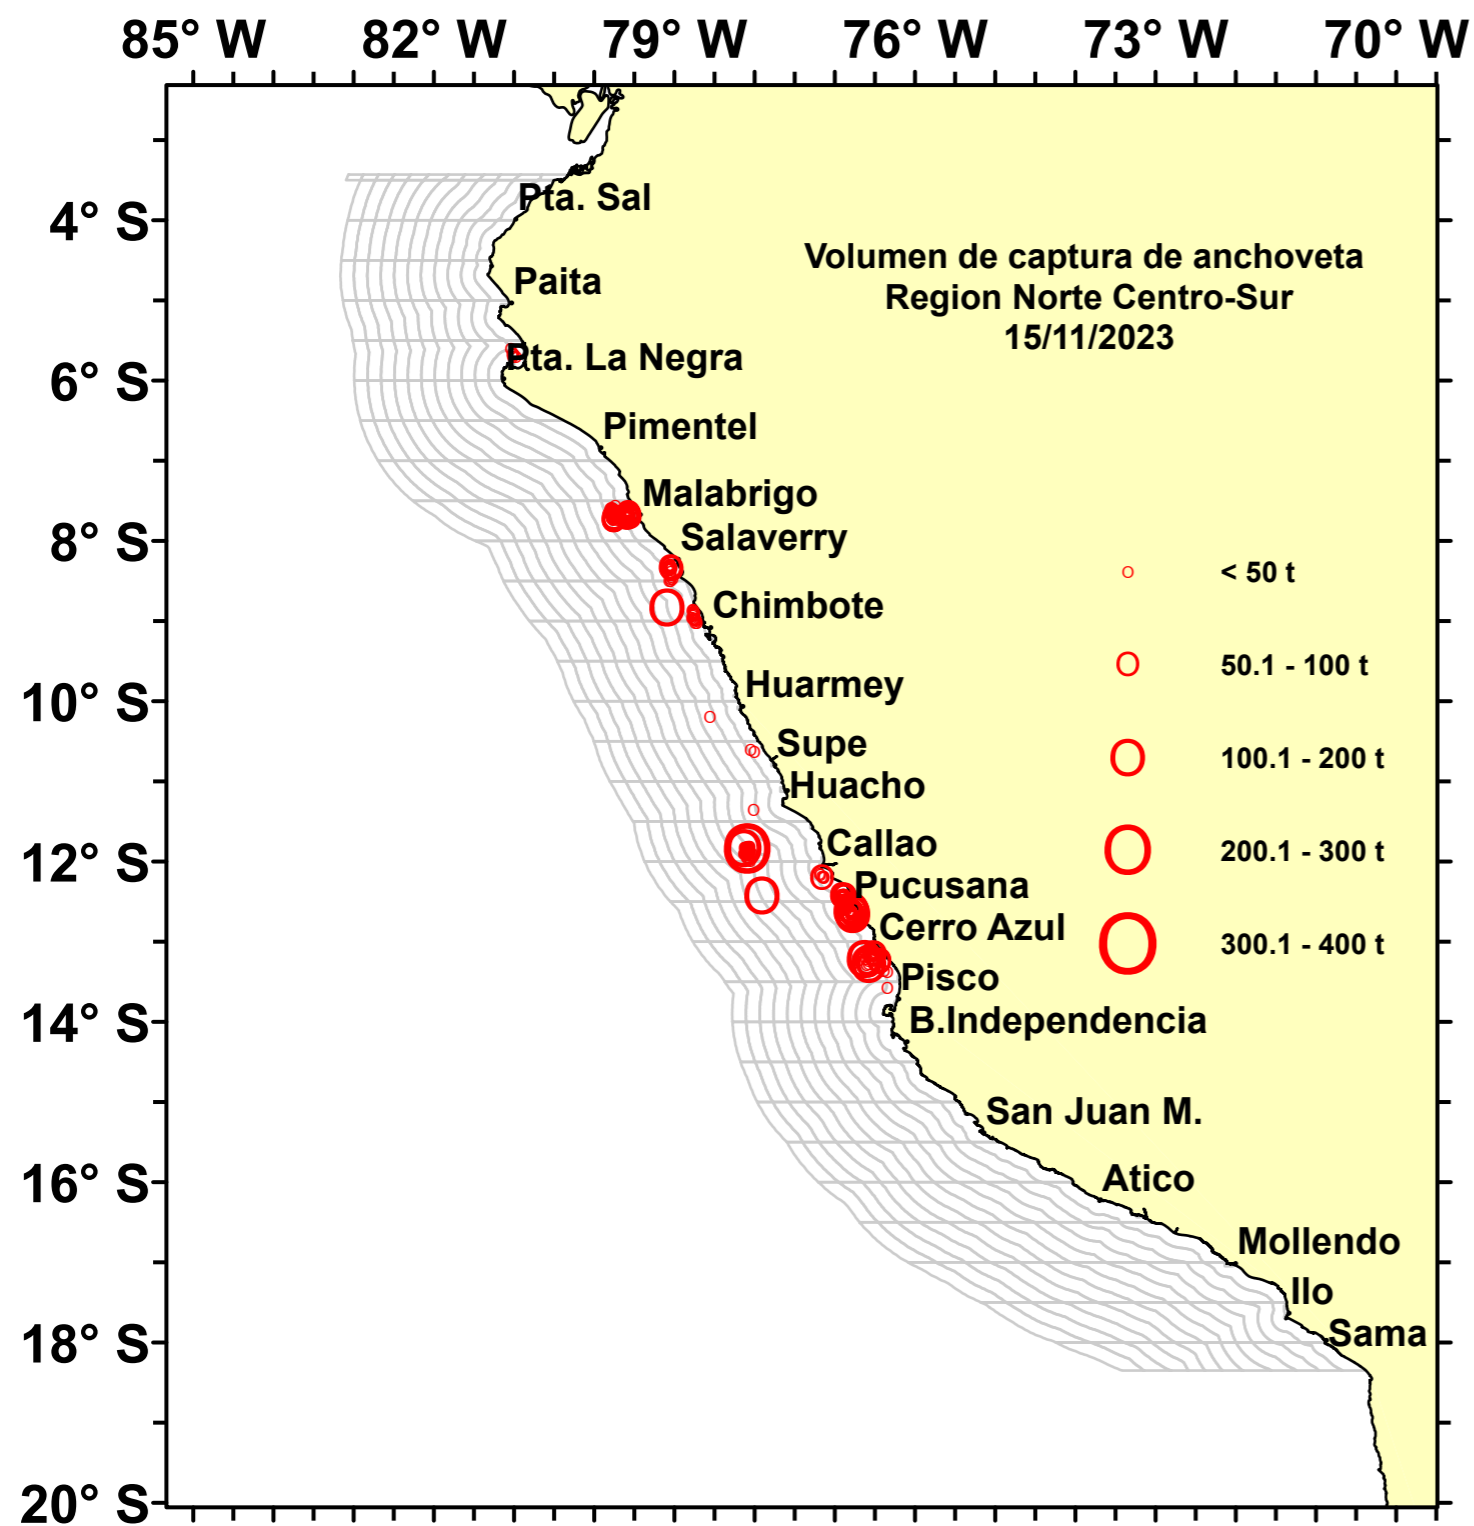 85° W 82° W 79° W 76° W 73° W 70° W
4° S
6° S
8° S
10° S
12° S
14° S
16° S
18° S
20° S
Volumen de captura de anchoveta
Region Norte Centro-Sur
15/11/2023
Pta. Sal
Paita
Pta. La Negra
Pimentel
Malabrigo
Salaverry
Chimbote
Huarmey
Supe
Huacho
Callao
Pucusana
Cerro Azul
Pisco
B.Independencia
San Juan M.
Atico
Mollendo
Ilo
Sama
< 50 t
50.1 - 100 t
100.1 - 200 t
200.1 - 300 t
300.1 - 400 t